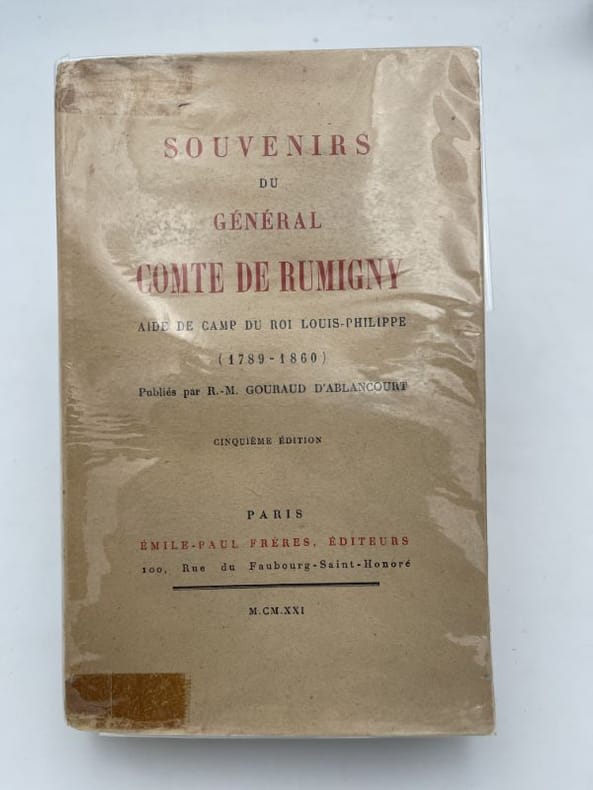 SOUVENIRS
DU
GÉNÉRAL
COMTE DE RUMIGNY
AIDE DE CAMP DU ROI LOUIS-PHILIPPE
(1789-1860)
Publiés par R.-M. GOURAUD D'ABLANCOURT
CINQUIÈME ÉDITION
PARIS
ÉMILE-PAUL FRÈRES, ÉDITEURS
100, Rue du Faubourg-Saint-Honoré
M.CM.XXI